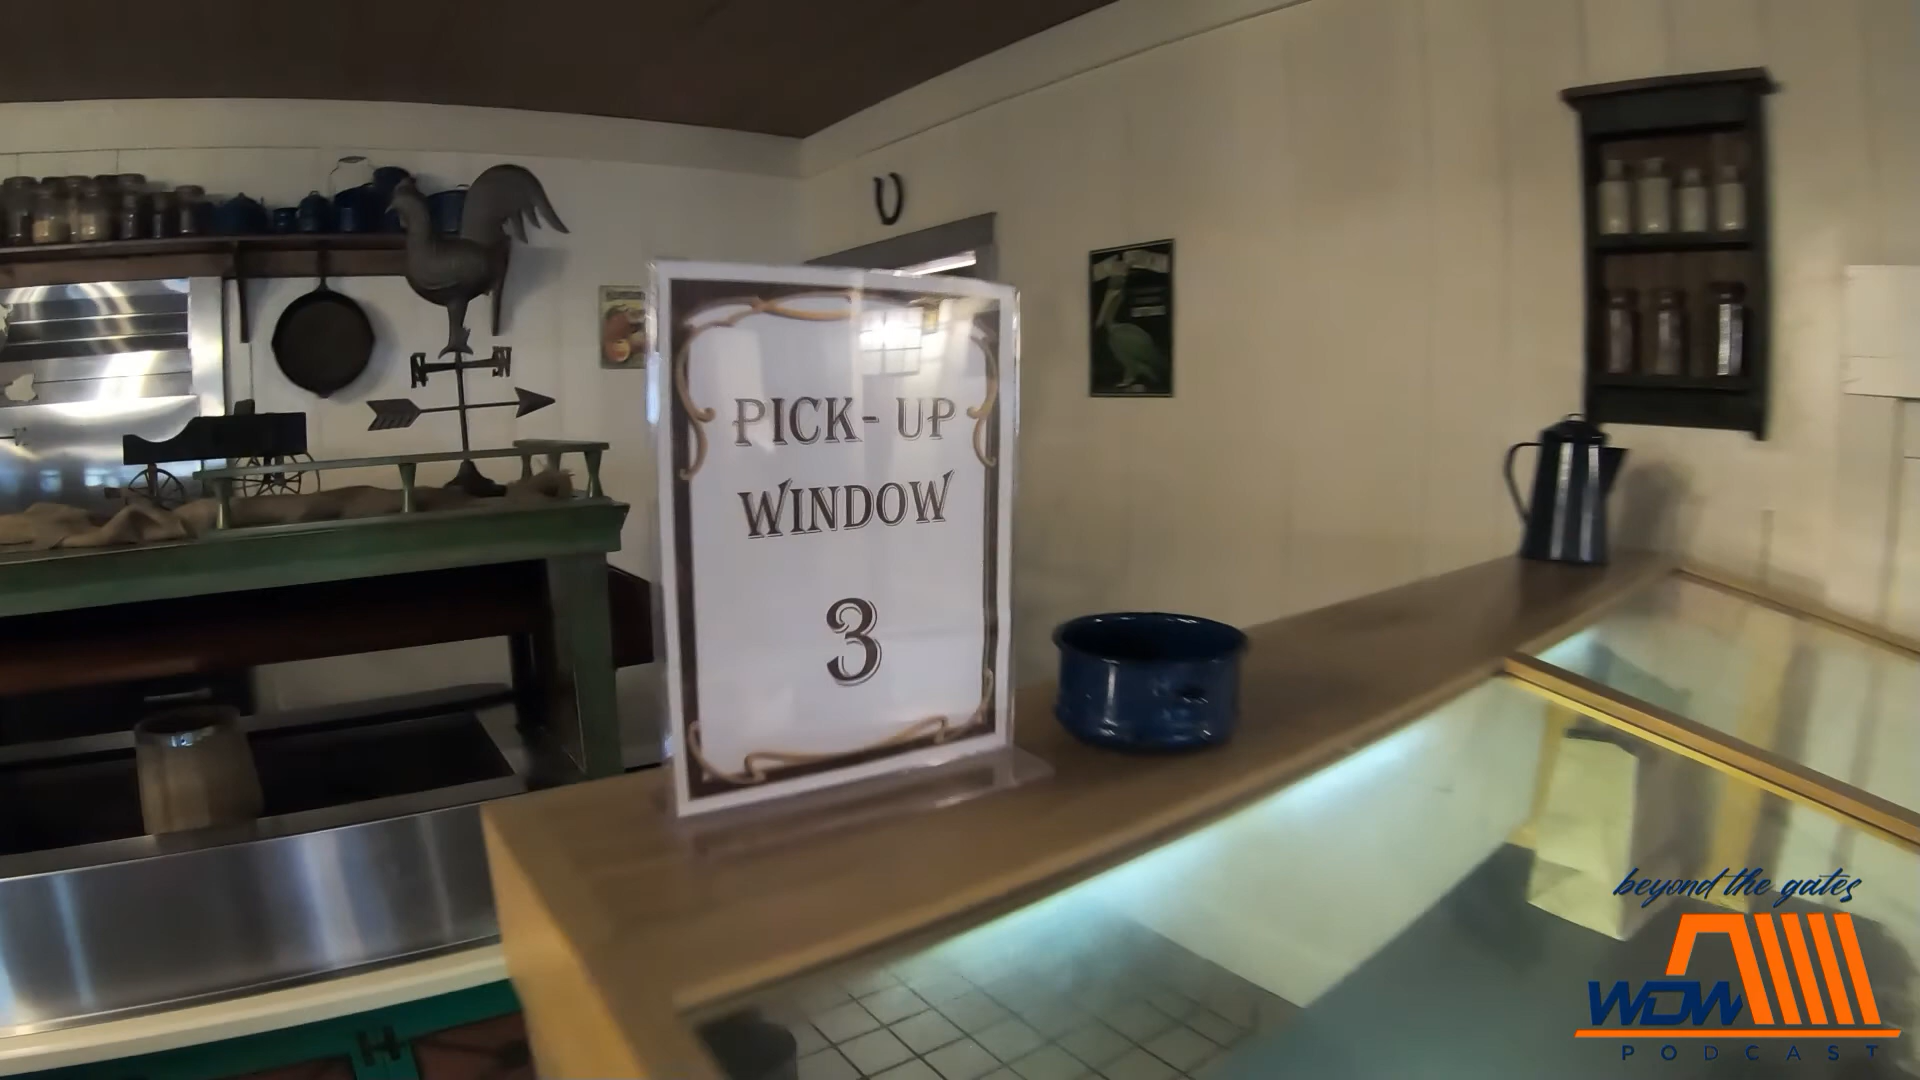 PICK-UP
WINDOW
3
beyond the gates
WDW
PODCAST